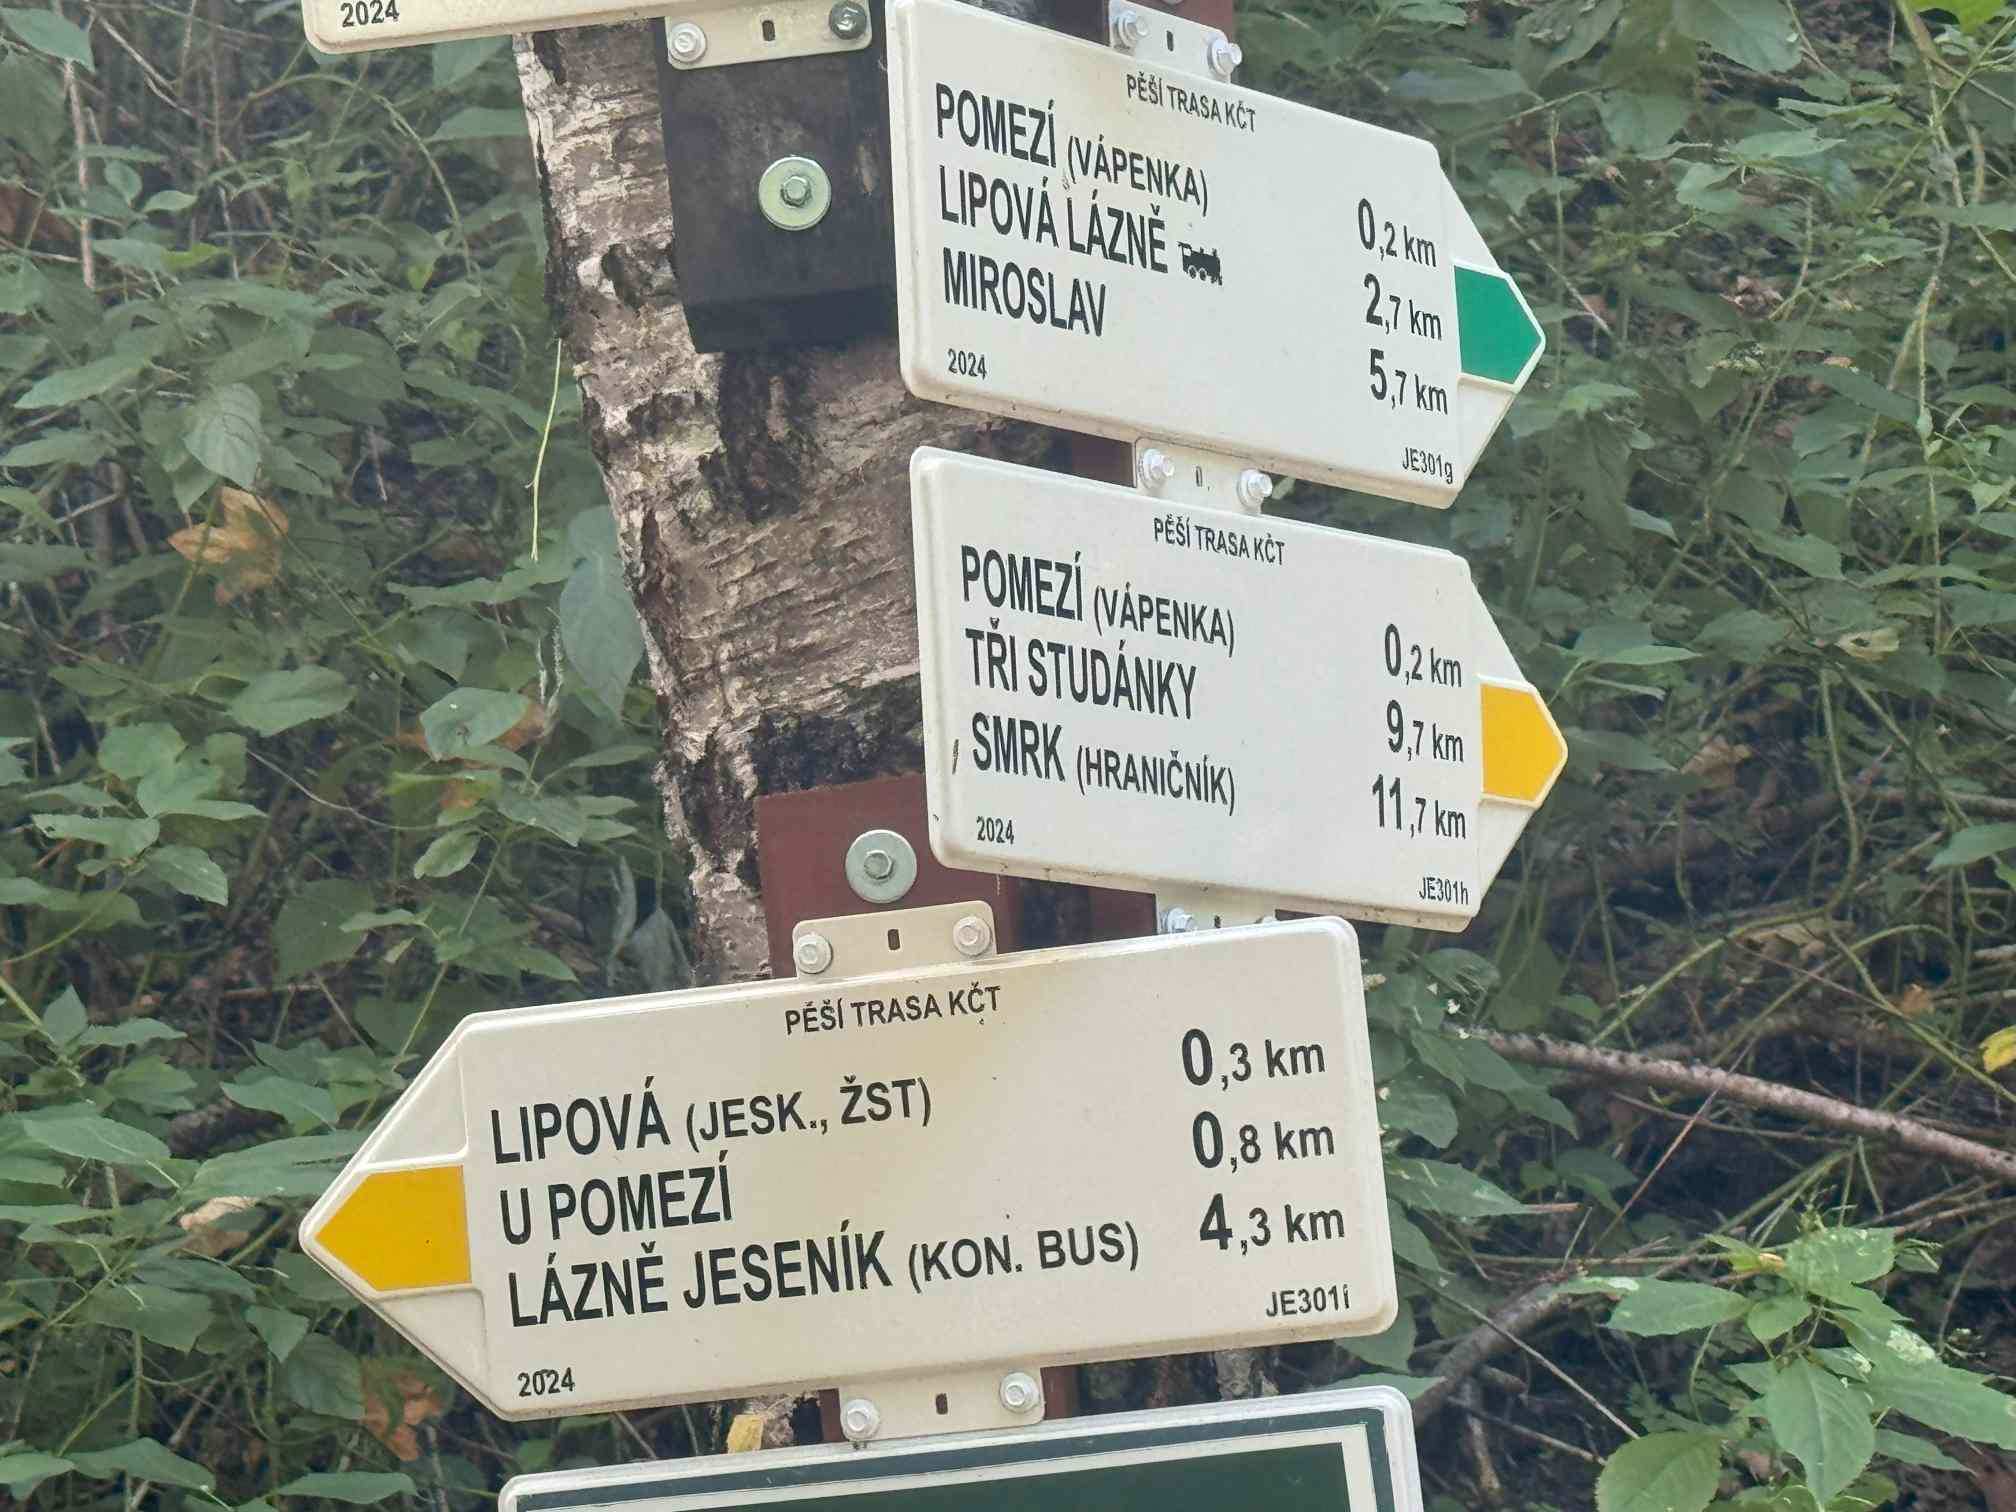 2024
PĚŠÍ TRASA KČT
POMEZÍ (VÁPENKA) 0,2 km
LIPOVÁ LÁZNĚ 2,7 km
MIROSLAV 5,7 km
2024 JE301g
PĚŠÍ TRASA KČT
POMEZÍ (VÁPENKA) 0,2 km
TŘI STUDÁNKY 9,7 km
SMRK (HRANIČNÍK) 11,7 km
2024 JE301h
PĚŠÍ TRASA KČT
LIPOVÁ (JESK., ŽST) 0,3 km
U POMEZÍ 0,8 km
LÁZNĚ JESENÍK (KON. BUS) 4,3 km
2024 JE301i